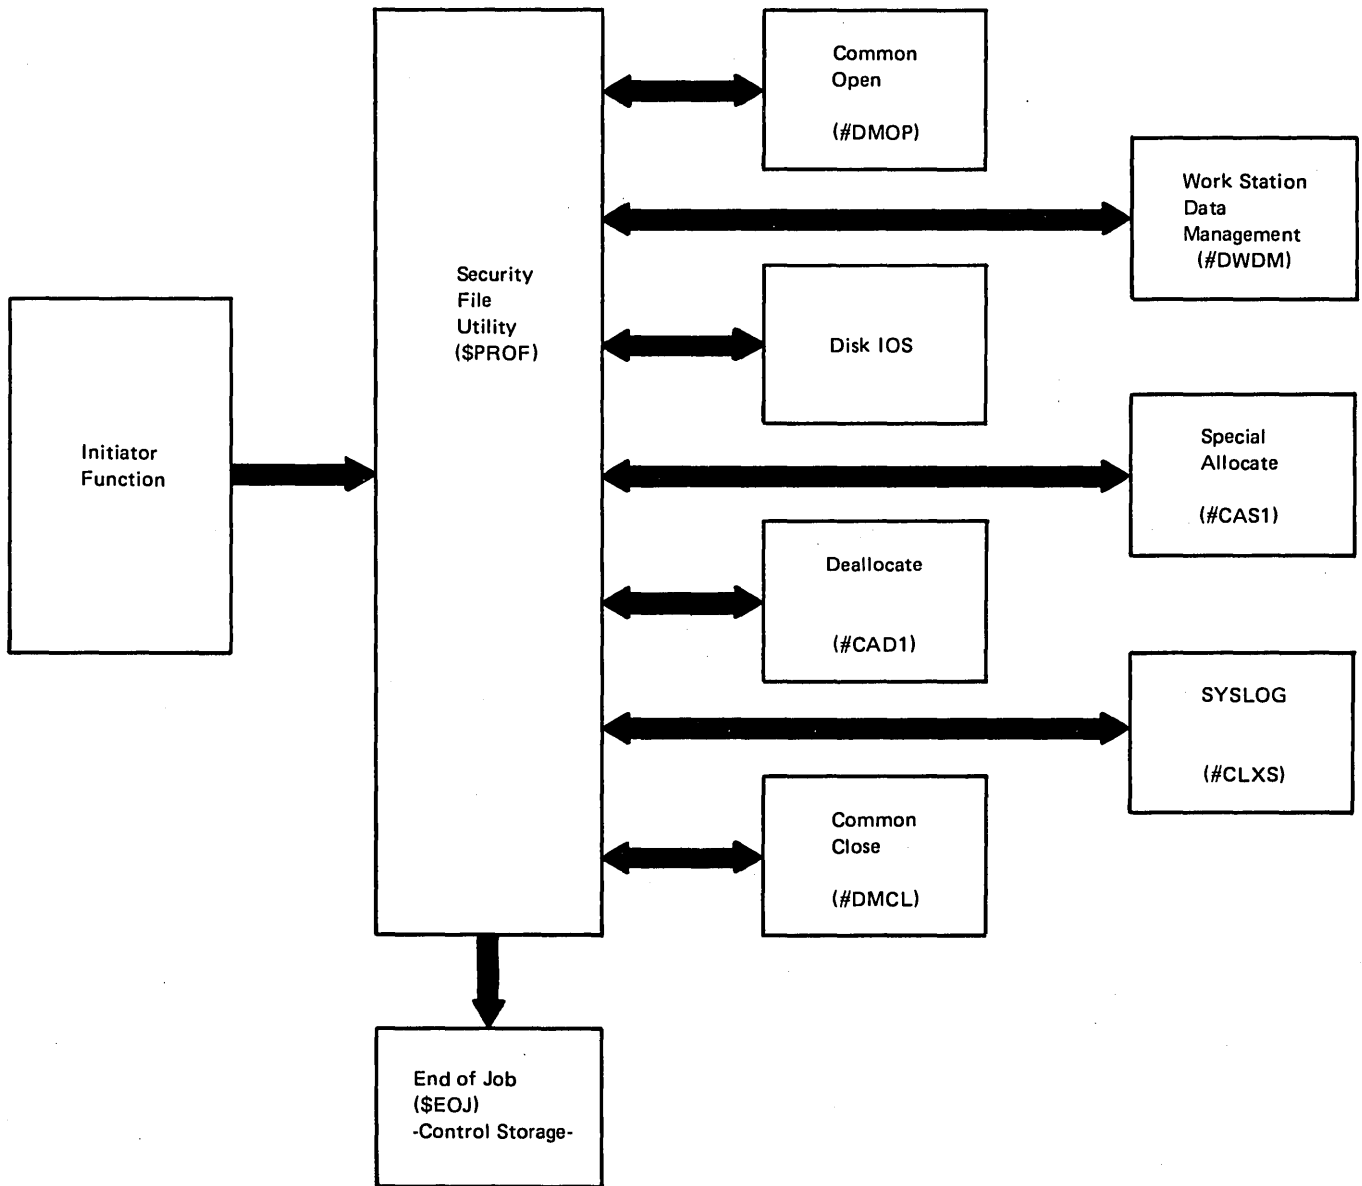 Common
Open
(#DMOP)
Work Station
Data
Management
(#DWDM)
Security
File
Utility
($PROF)
Disk IOS
Initiator
Function
Special
Allocate
(#CAS1)
Deallocate
(#CAD1)
SYSLOG
(#CLXS)
Common
Close
(#DMCL)
End of Job
($EOJ)
-Control Storage-